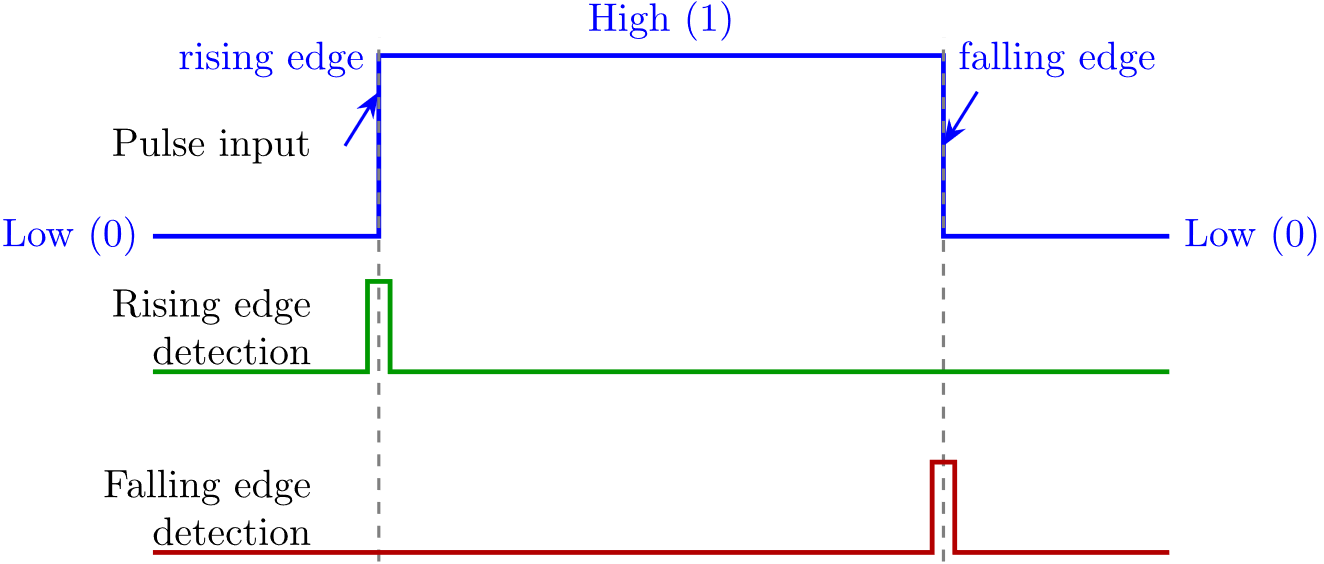 High (1)
rising edge
falling edge
Pulse input
Low (0)
Low (0)
Rising edge
detection
Falling edge
detection